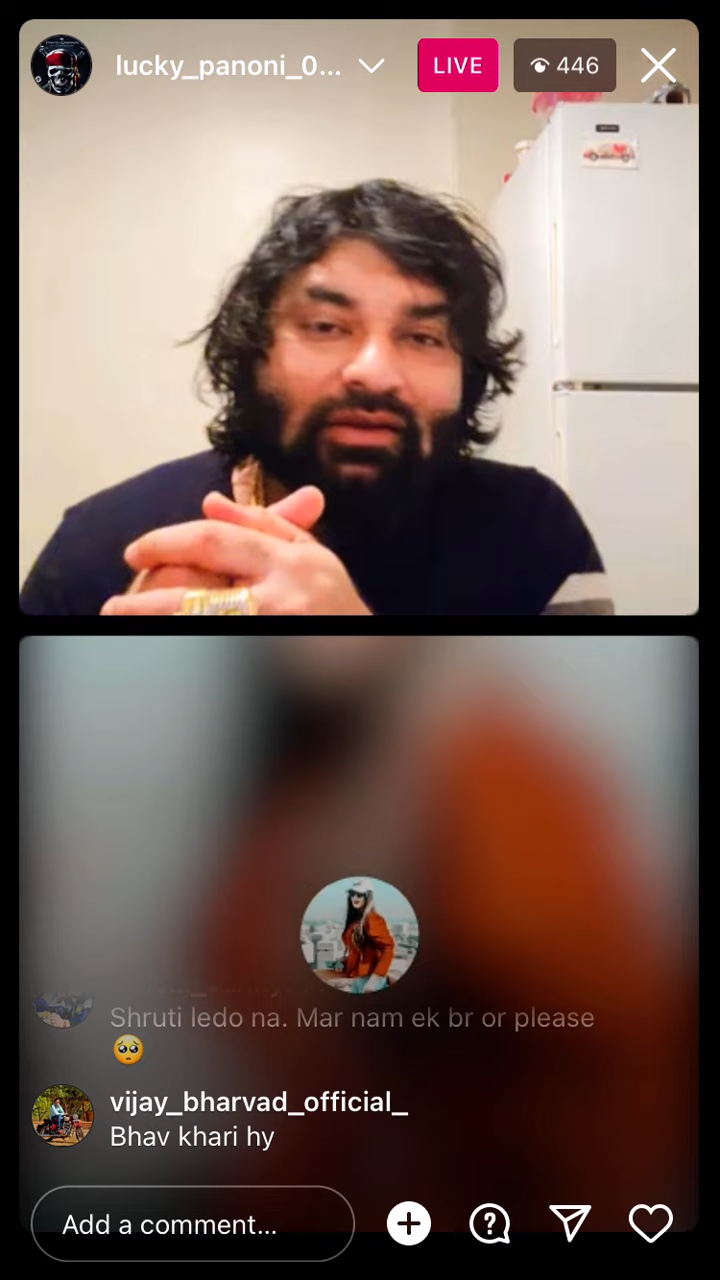 lucky_panoni_0...
LIVE
446
Shruti ledo na. Mar nam ek br or please
🥺
vijay_bharvad_official_
Bhav khari hy
Add a comment...